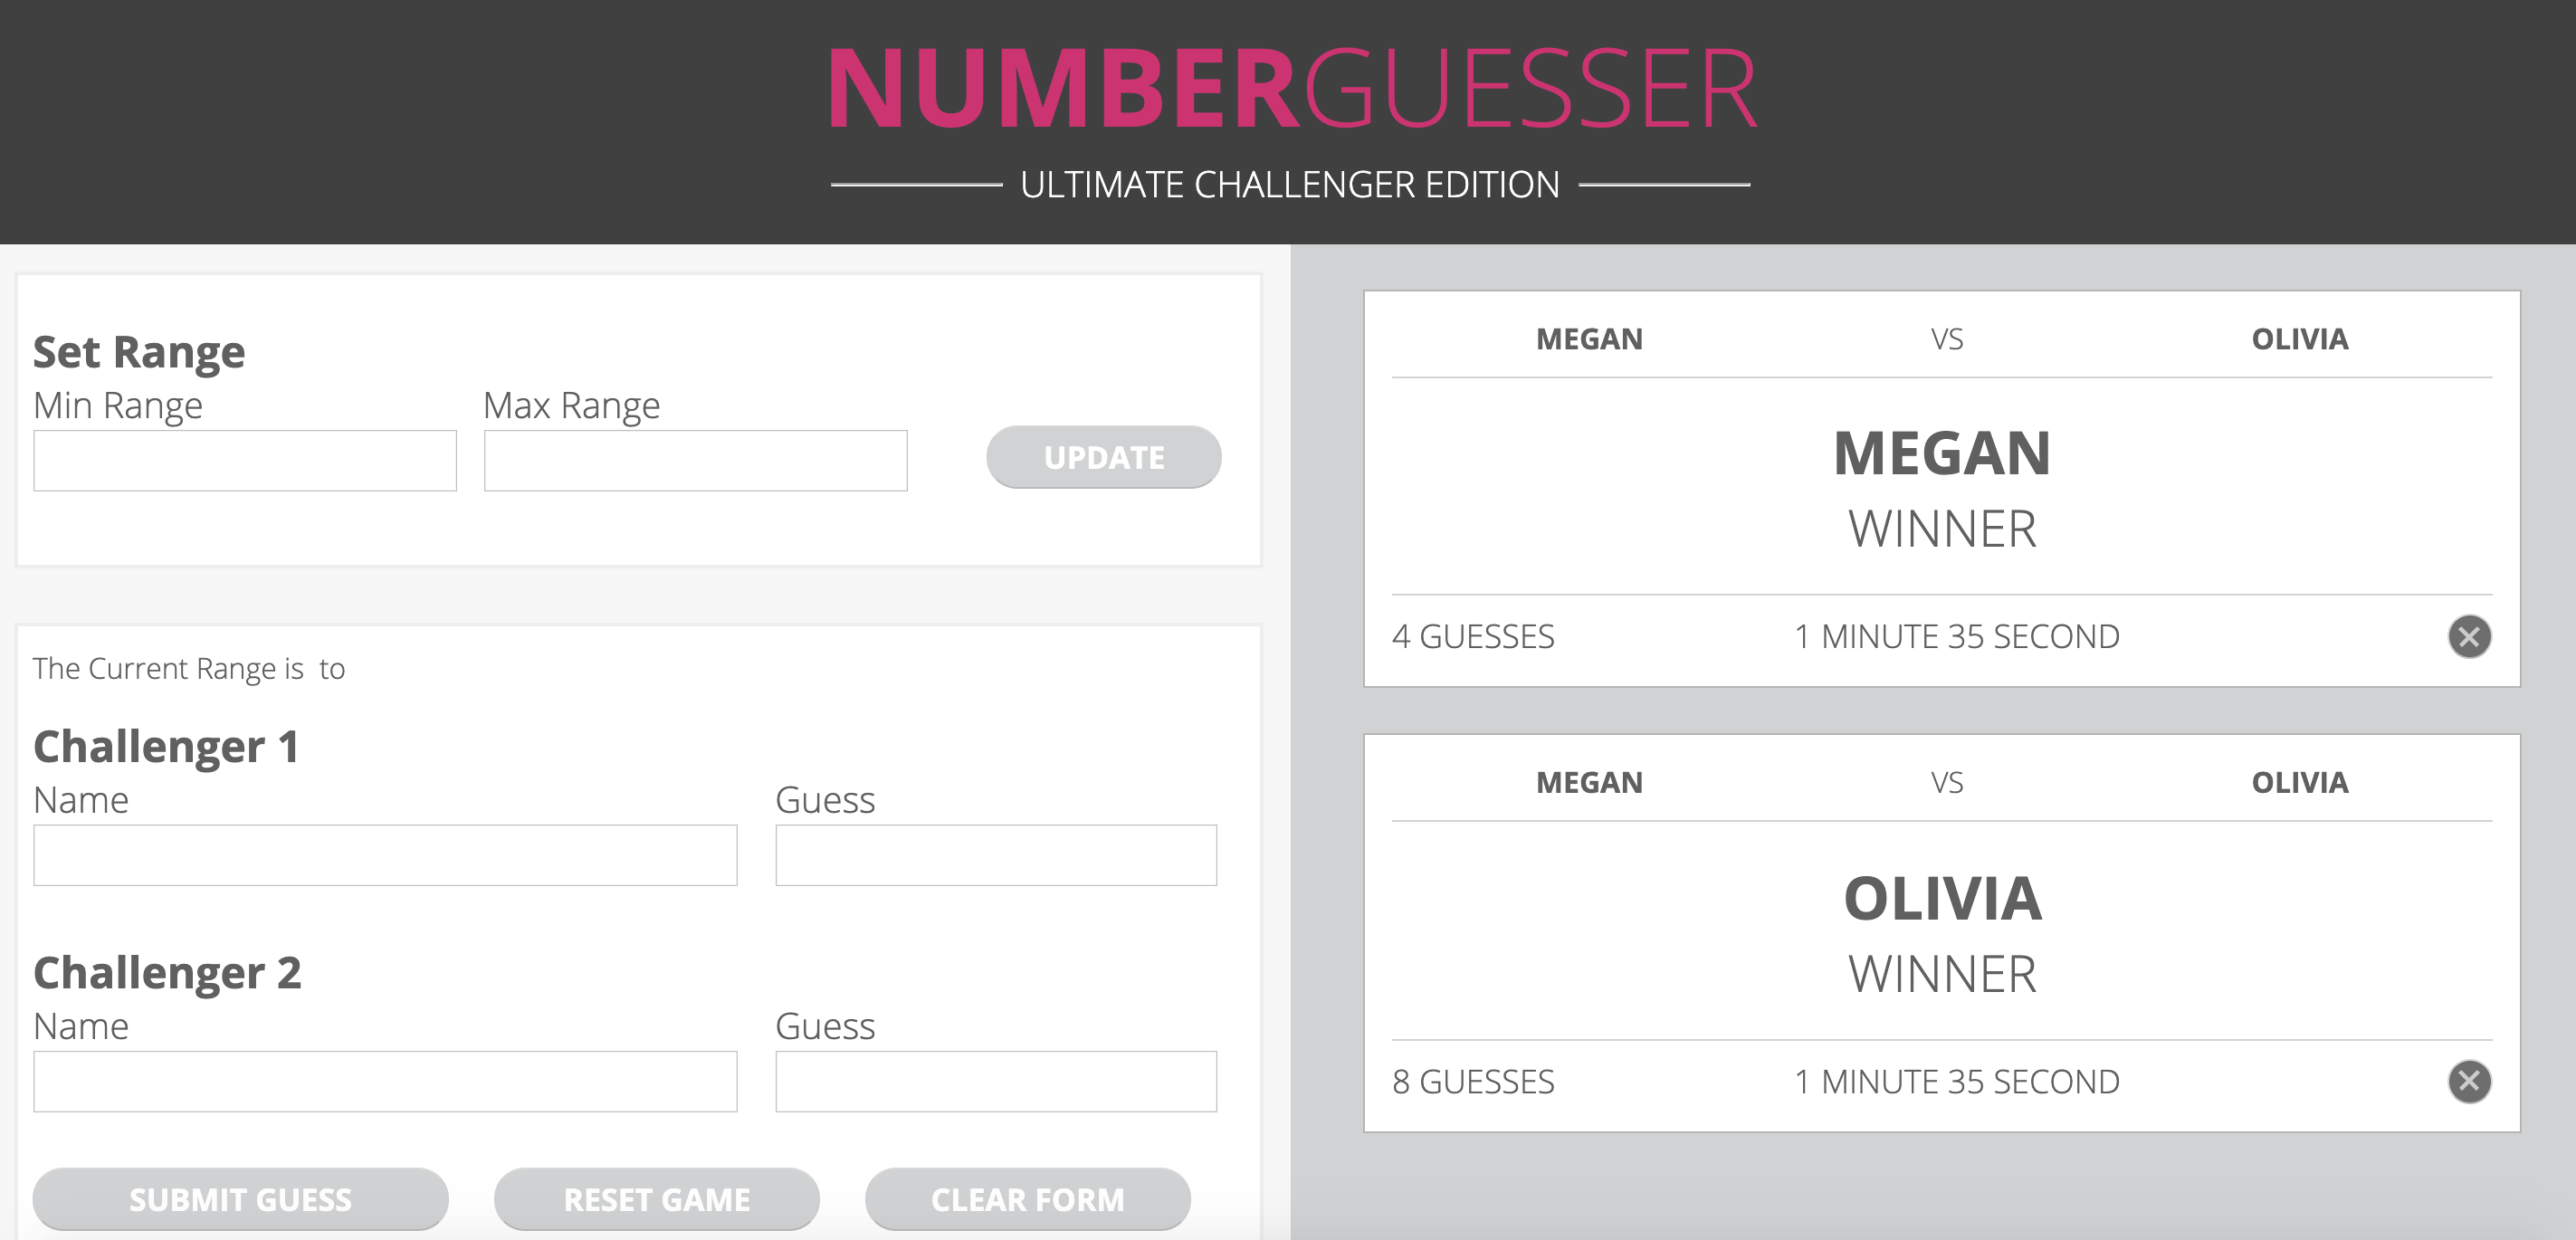 NUMBERGUESSER
ULTIMATE CHALLENGER EDITION
Set Range
Min Range Max Range
UPDATE
The Current Range is to
Challenger 1
Name Guess
Challenger 2
Name Guess
SUBMIT GUESS RESET GAME CLEAR FORM
MEGAN VS OLIVIA
MEGAN
WINNER
4 GUESSES 1 MINUTE 35 SECOND
MEGAN VS OLIVIA
OLIVIA
WINNER
8 GUESSES 1 MINUTE 35 SECOND